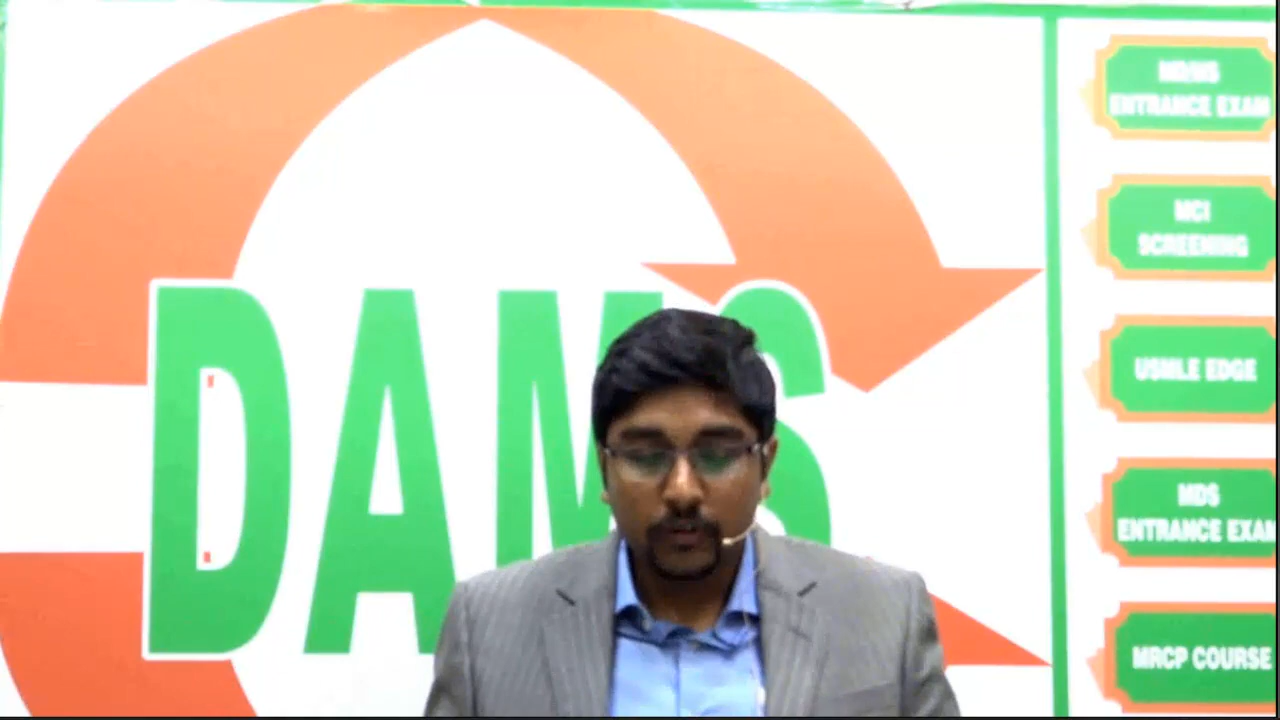 DAMS
MD/MS
ENTRANCE EXAM
MCI
SCREENING
USMLE EDGE
MDS
ENTRANCE EXAM
MRCP COURSE